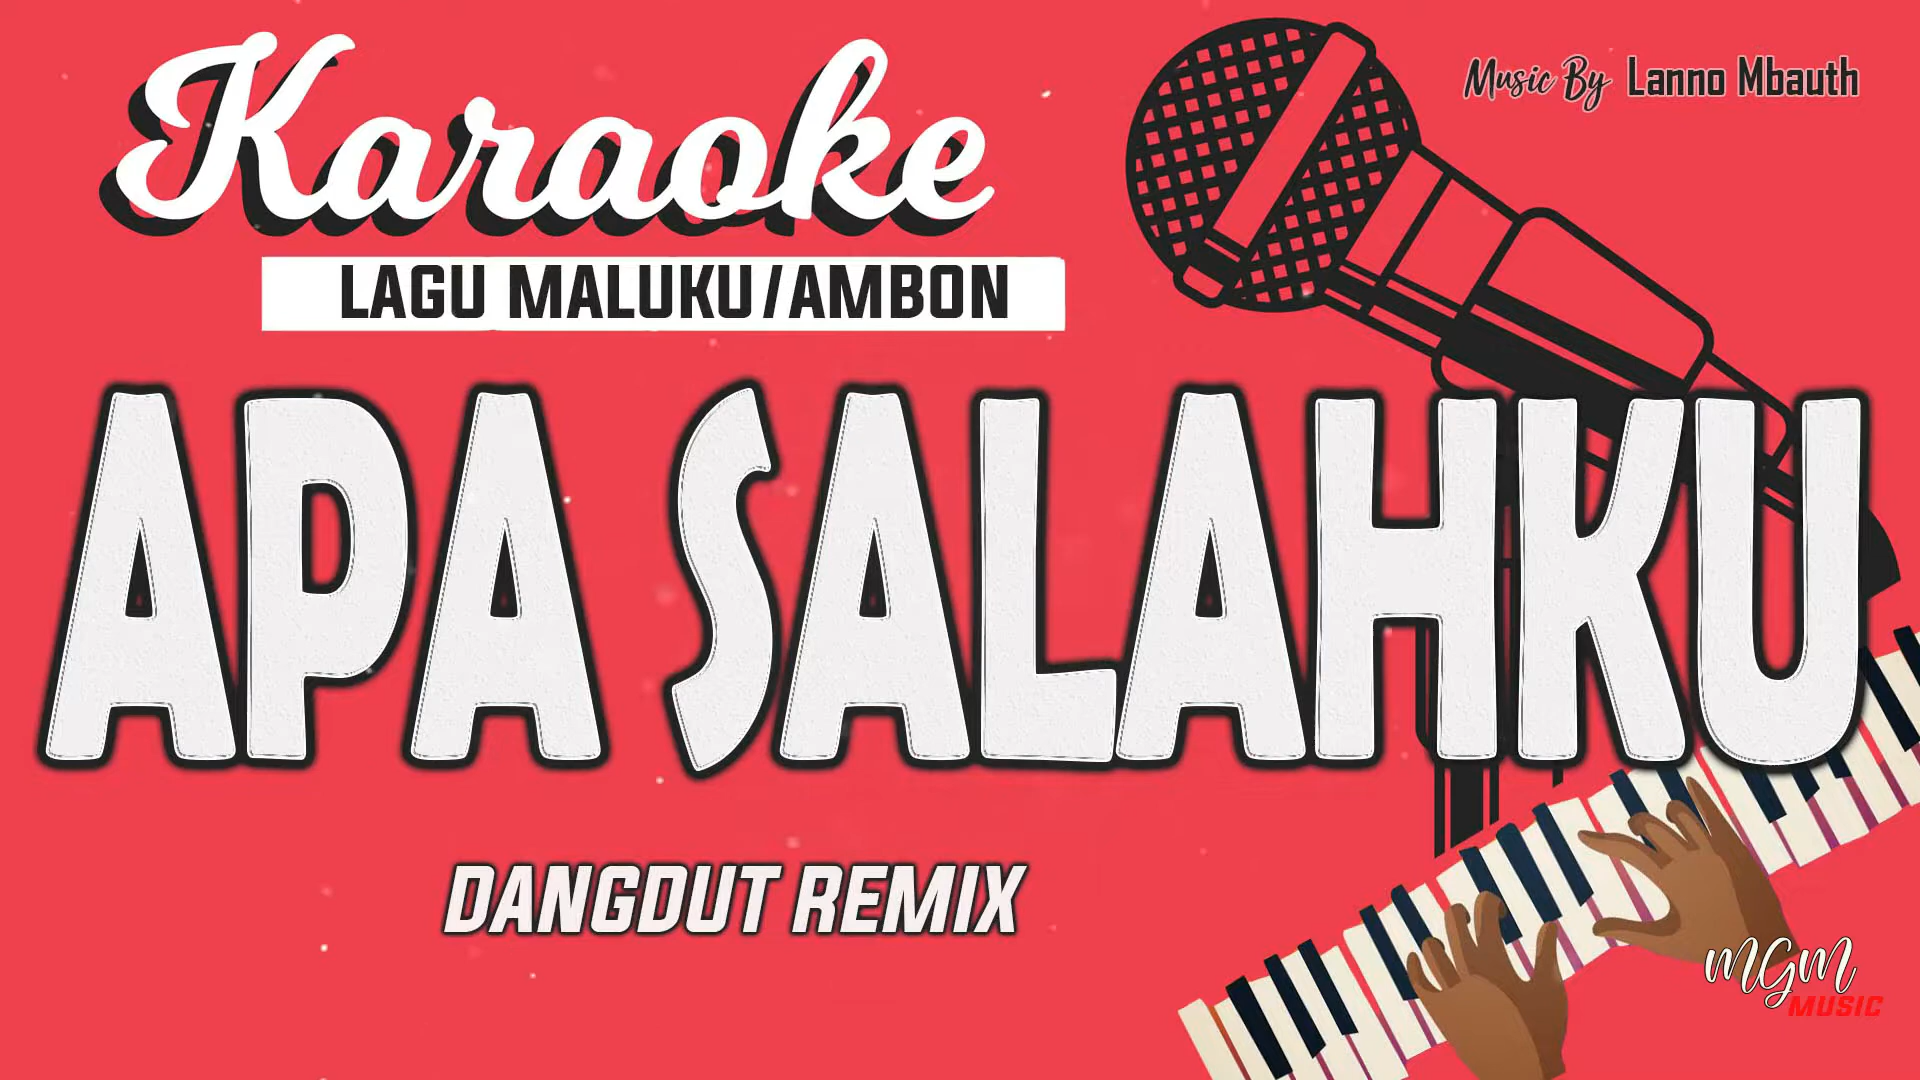 Karaoke
Music By Lanno Mbauth
LAGU MALUKU/AMBON
APA SALAHKU
DANGDUT REMIX
MGM
MUSIC